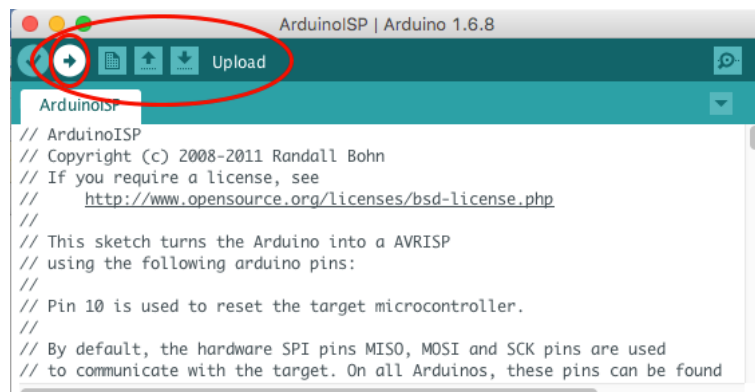 ArduinoISP | Arduino 1.6.8
Upload
ArduinoISP
// ArduinoISP
// Copyright (c) 2008-2011 Randall Bohn
// If you require a license, see
//     http://www.opensource.org/licenses/bsd-license.php
//
// This sketch turns the Arduino into a AVRISP
// using the following arduino pins:
//
// Pin 10 is used to reset the target microcontroller.
//
// By default, the hardware SPI pins MISO, MOSI and SCK pins are used
// to communicate with the target. On all Arduinos, these pins can be found